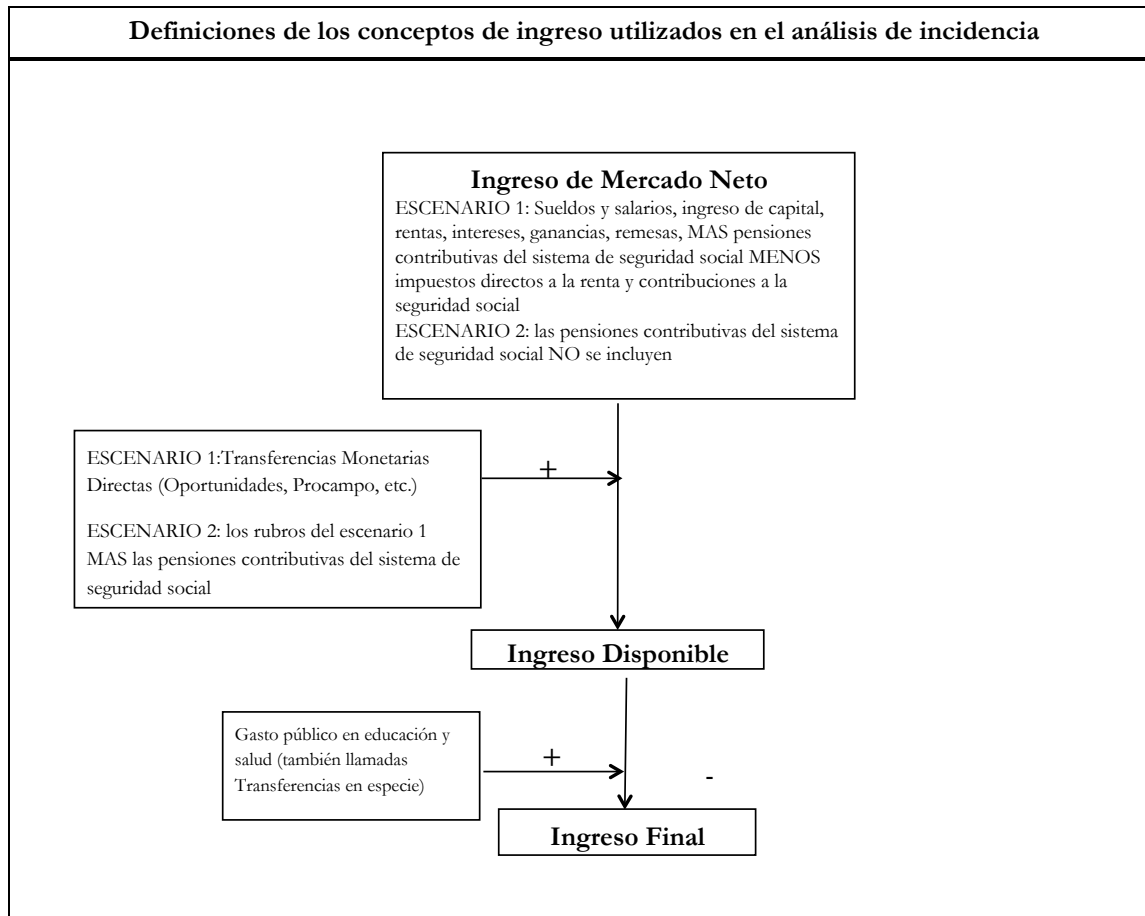 Definiciones de los conceptos de ingreso utilizados en el análisis de incidencia
Ingreso de Mercado Neto
ESCENARIO 1: Sueldos y salarios, ingreso de capital,
rentas, intereses, ganancias, remesas, MAS pensiones
contributivas del sistema de seguridad social MENOS
impuestos directos a la renta y contribuciones a la
seguridad social
ESCENARIO 2: las pensiones contributivas del sistema
de seguridad social NO se incluyen
ESCENARIO 1:Transferencias Monetarias
Directas (Oportunidades, Procampo, etc.)
ESCENARIO 2: los rubros del escenario 1
MAS las pensiones contributivas del sistema de
seguridad social
+
Ingreso Disponible
Gasto público en educación y
salud (también llamadas
Transferencias en especie)
+
-
Ingreso Final